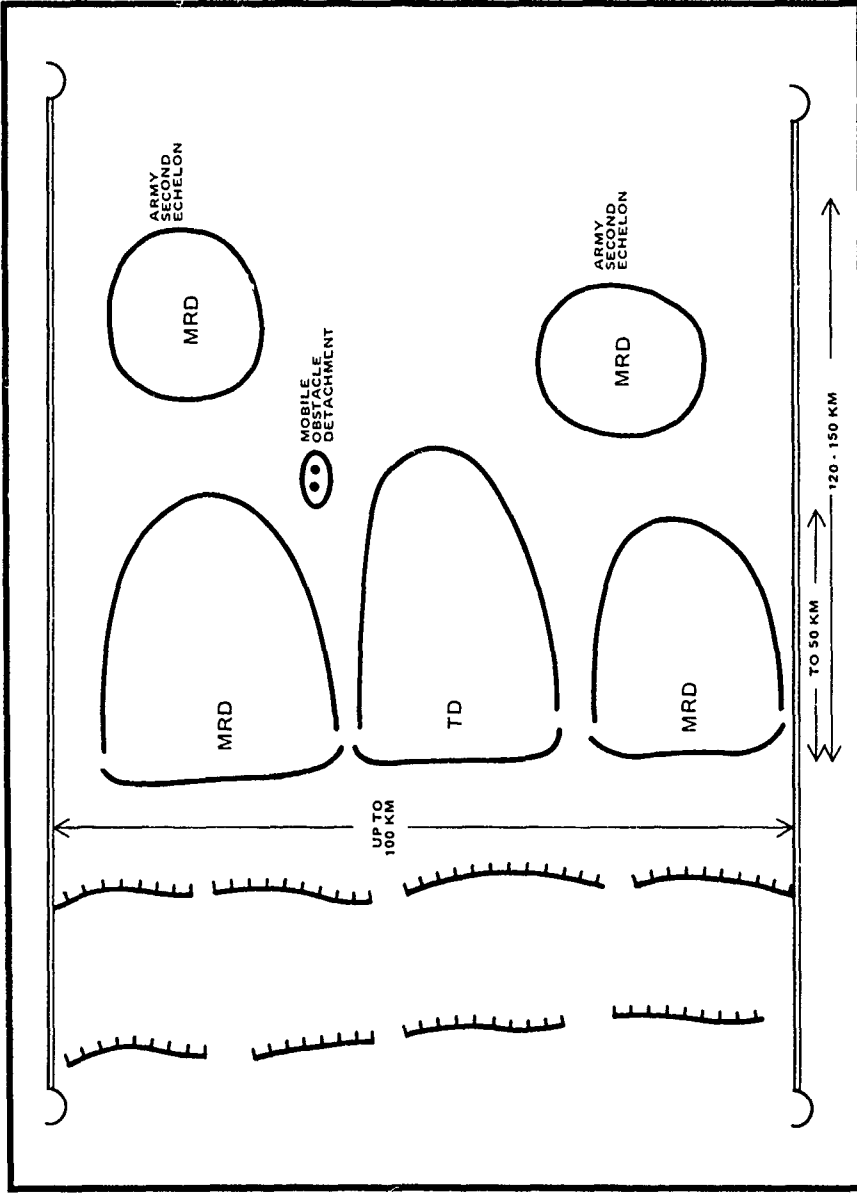 ARMY
SECOND
ECHELON
MRD
MOBILE
OBSTACLE
DETACHMENT
ARMY
SECOND
ECHELON
MRD
MRD
TD
MRD
120 - 150 KM
TO 50 KM
UP TO
100 KM